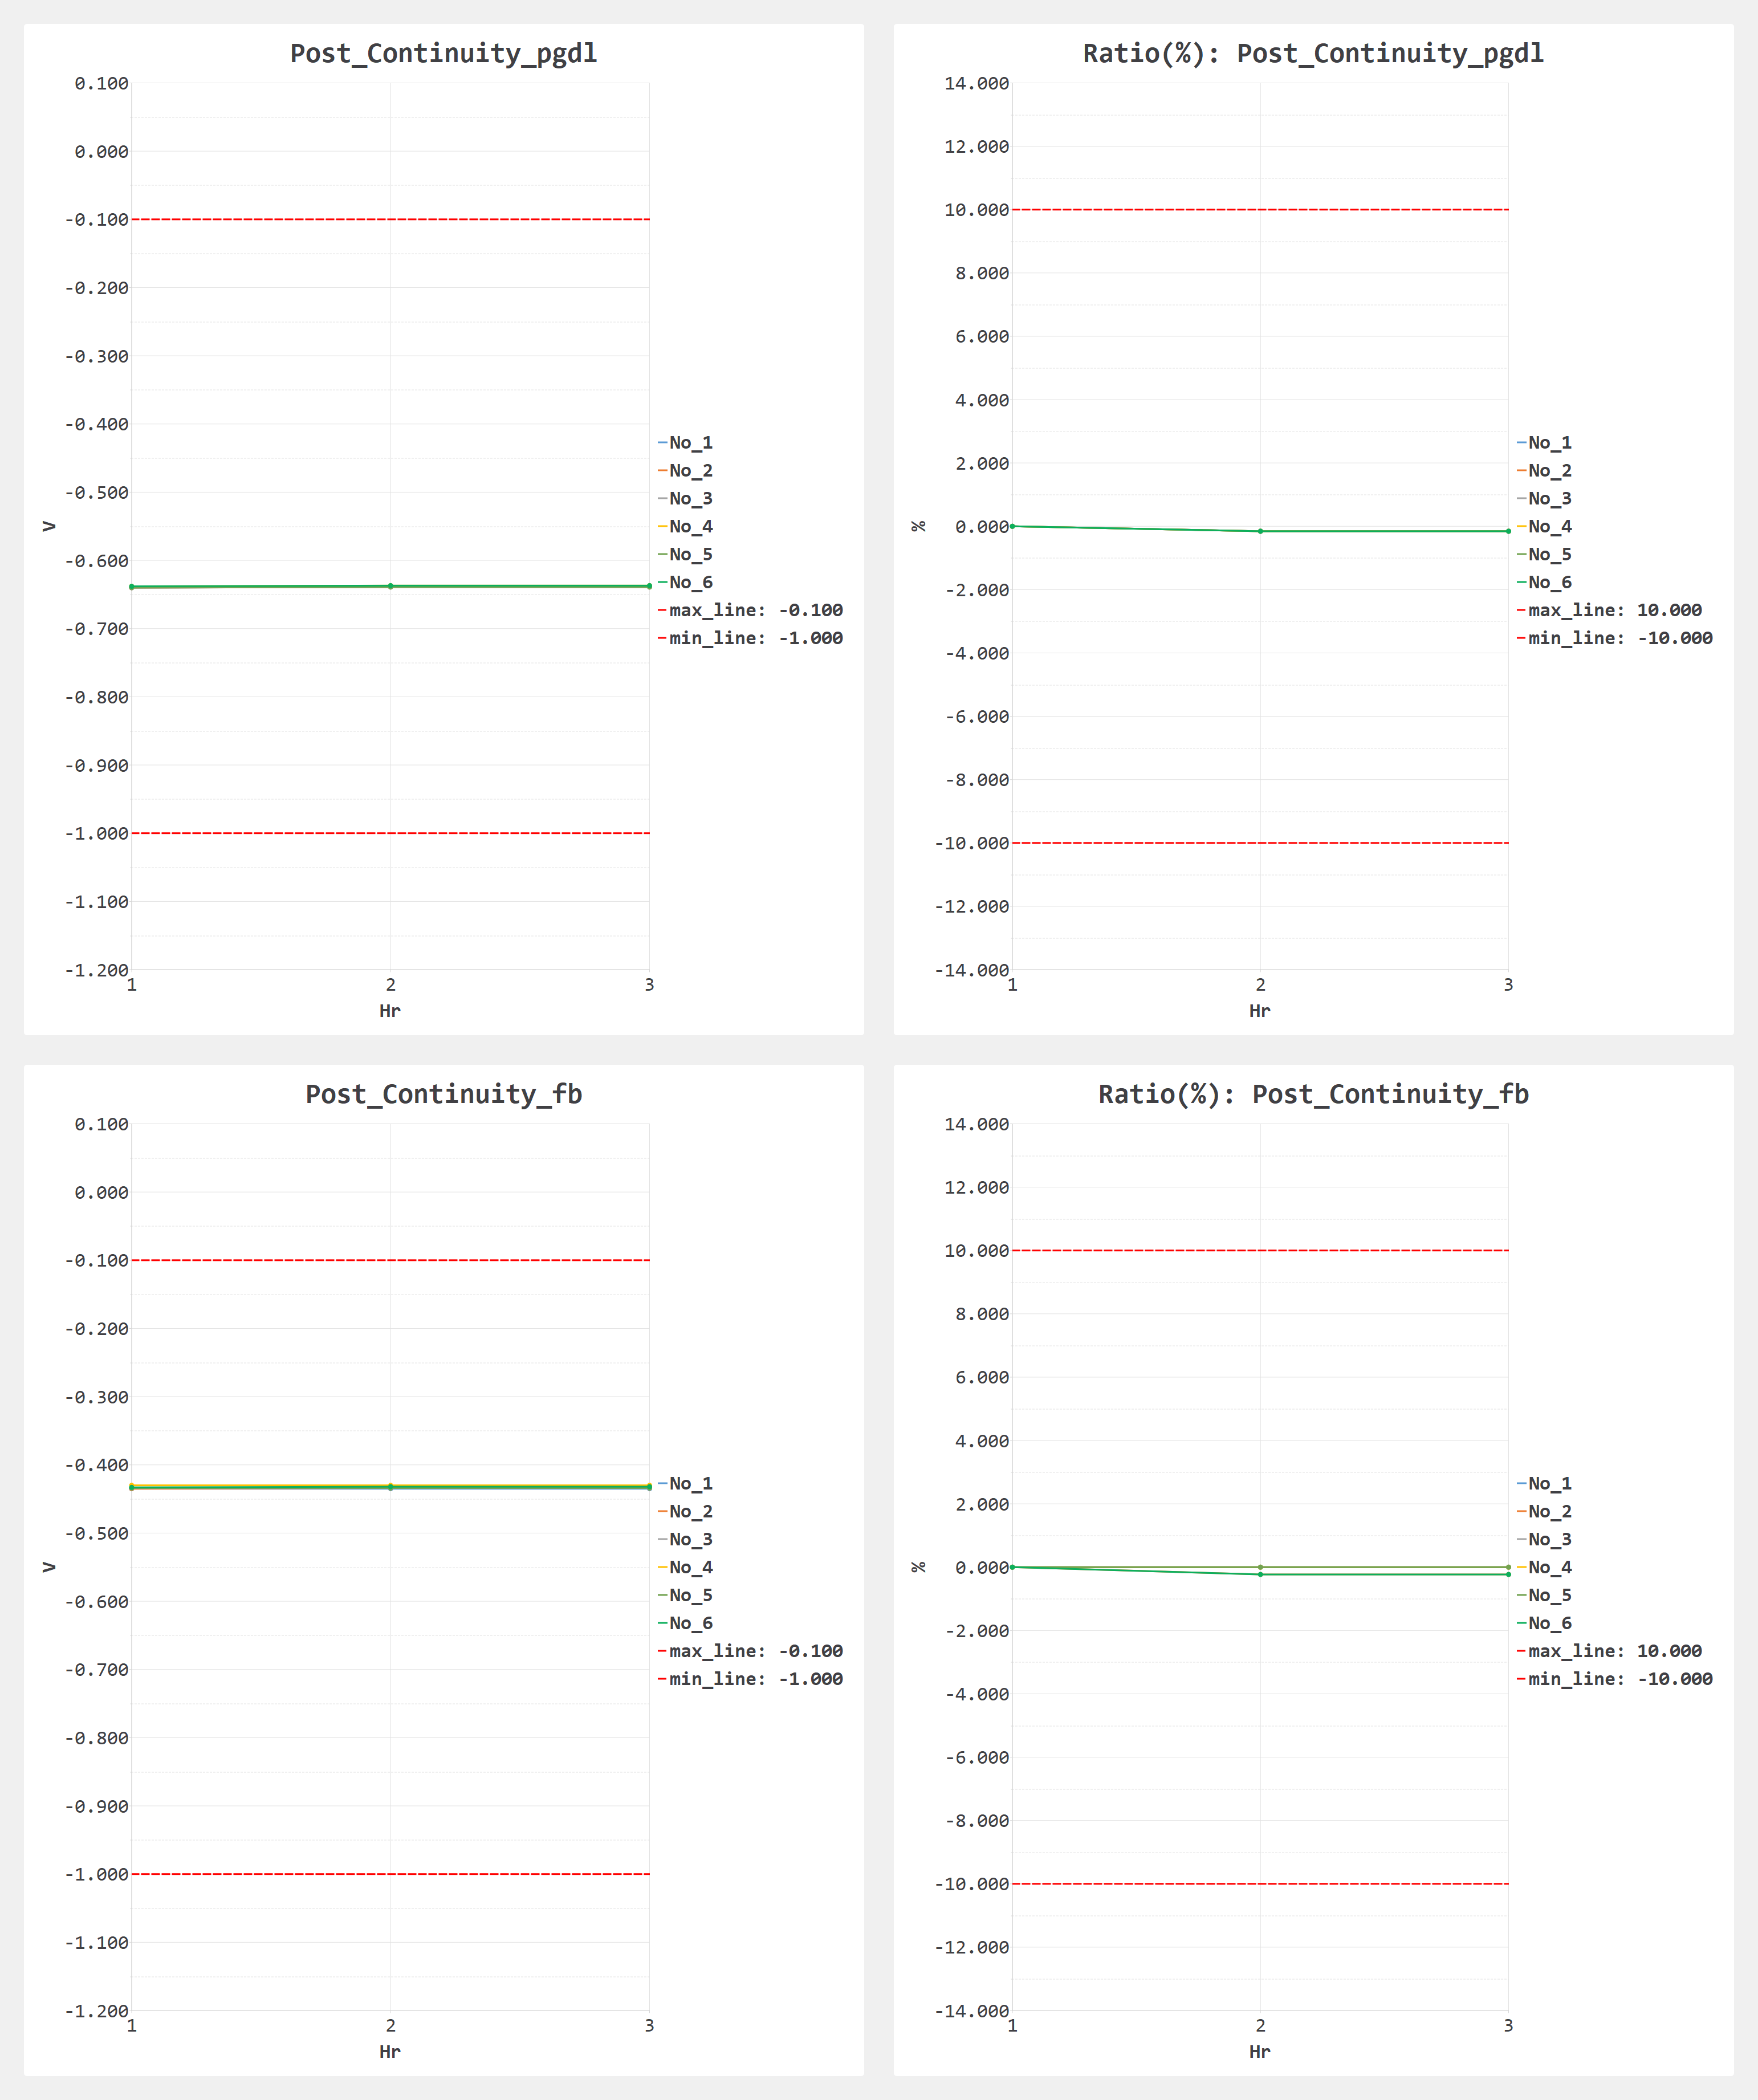 Post_Continuity_pgdl
0.100
0.000
-0.100
-0.200
-0.300
-0.400
-0.500
-0.600
-0.700
-0.800
-0.900
-1.000
-1.100
-1.200
V
1 2 3
Hr
No_1
No_2
No_3
No_4
No_5
No_6
max_line: -0.100
min_line: -1.000
Ratio(%): Post_Continuity_pgdl
14.000
12.000
10.000
8.000
6.000
4.000
2.000
0.000
-2.000
-4.000
-6.000
-8.000
-10.000
-12.000
-14.000
%
1 2 3
Hr
No_1
No_2
No_3
No_4
No_5
No_6
max_line: 10.000
min_line: -10.000
Post_Continuity_fb
0.100
0.000
-0.100
-0.200
-0.300
-0.400
-0.500
-0.600
-0.700
-0.800
-0.900
-1.000
-1.100
-1.200
V
1 2 3
Hr
No_1
No_2
No_3
No_4
No_5
No_6
max_line: -0.100
min_line: -1.000
Ratio(%): Post_Continuity_fb
14.000
12.000
10.000
8.000
6.000
4.000
2.000
0.000
-2.000
-4.000
-6.000
-8.000
-10.000
-12.000
-14.000
%
1 2 3
Hr
No_1
No_2
No_3
No_4
No_5
No_6
max_line: 10.000
min_line: -10.000